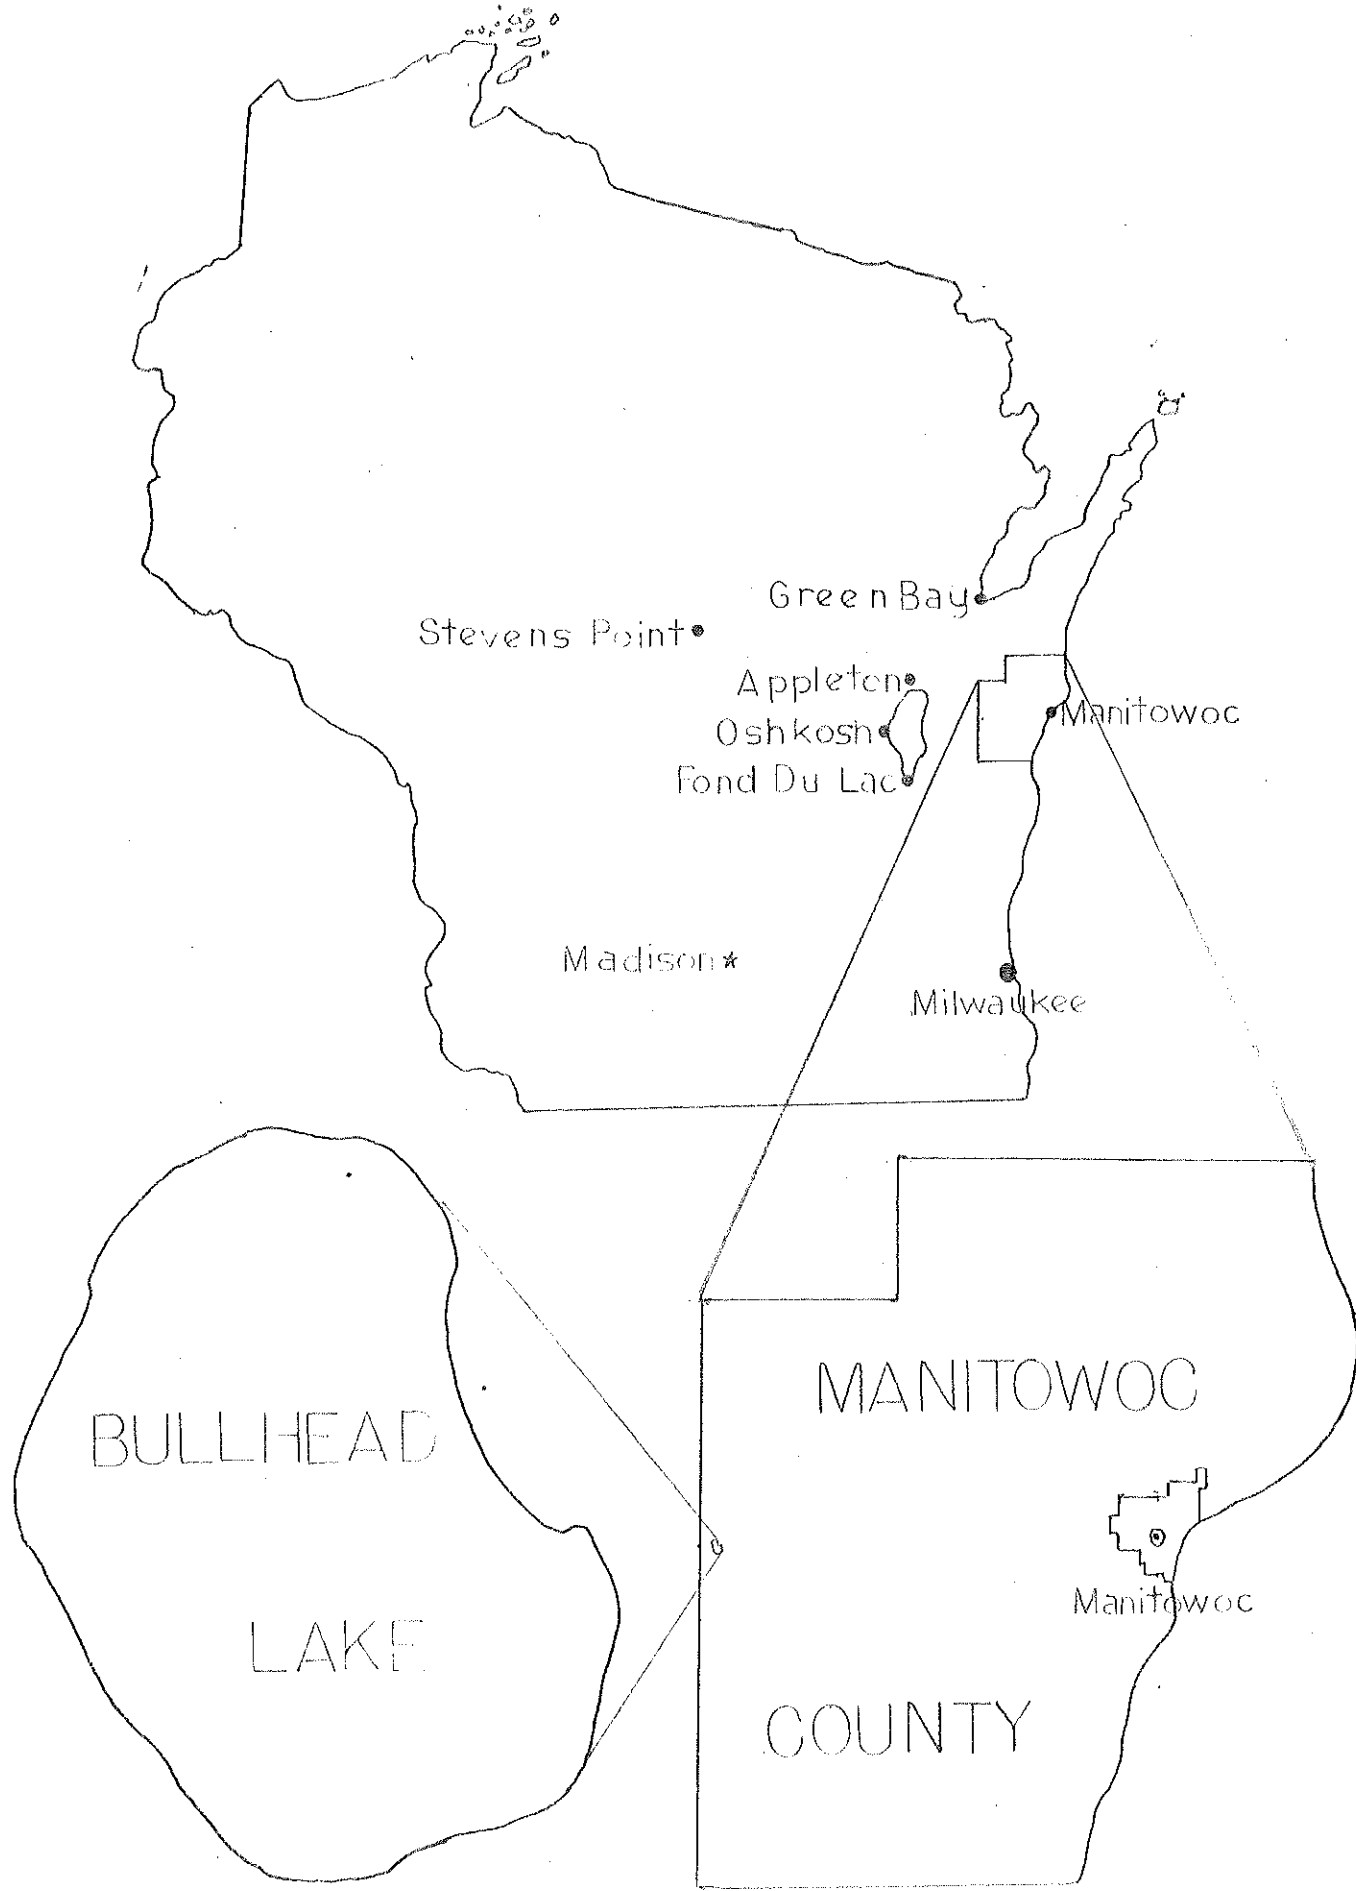 Green Bay
Stevens Point
Appleton
Manitowoc
Oshkosh
Fond Du Lac
Madison
Milwaukee
MANITOWOC
BULLHEAD
Manitowoc
LAKE
COUNTY